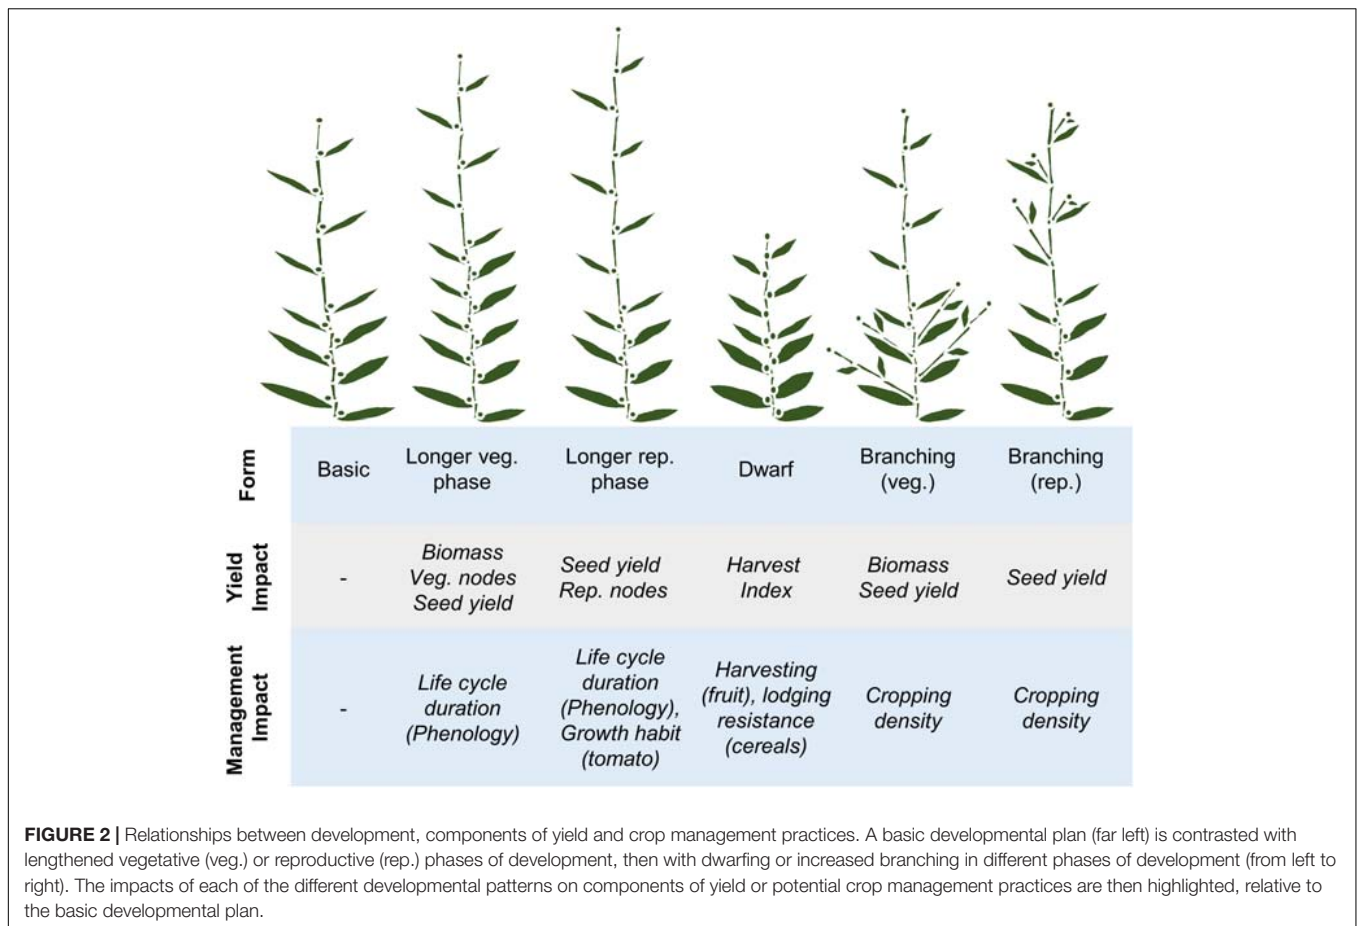 Form
Basic
Longer veg.
phase
Longer rep.
phase
Dwarf
Branching
(veg.)
Branching
(rep.)
Yield
Impact
-
Biomass
Veg. nodes
Seed yield
Seed yield
Rep. nodes
Harvest
Index
Biomass
Seed yield
Seed yield
Management
Impact
-
Life cycle
duration
(Phenology)
Life cycle
duration
(Phenology),
Growth habit
(tomato)
Harvesting
(fruit), lodging
resistance
(cereals)
Cropping
density
Cropping
density
FIGURE 2 | Relationships between development, components of yield and crop management practices. A basic developmental plan (far left) is contrasted with
lengthened vegetative (veg.) or reproductive (rep.) phases of development, then with dwarfing or increased branching in different phases of development (from left to
right). The impacts of each of the different developmental patterns on components of yield or potential crop management practices are then highlighted, relative to
the basic developmental plan.